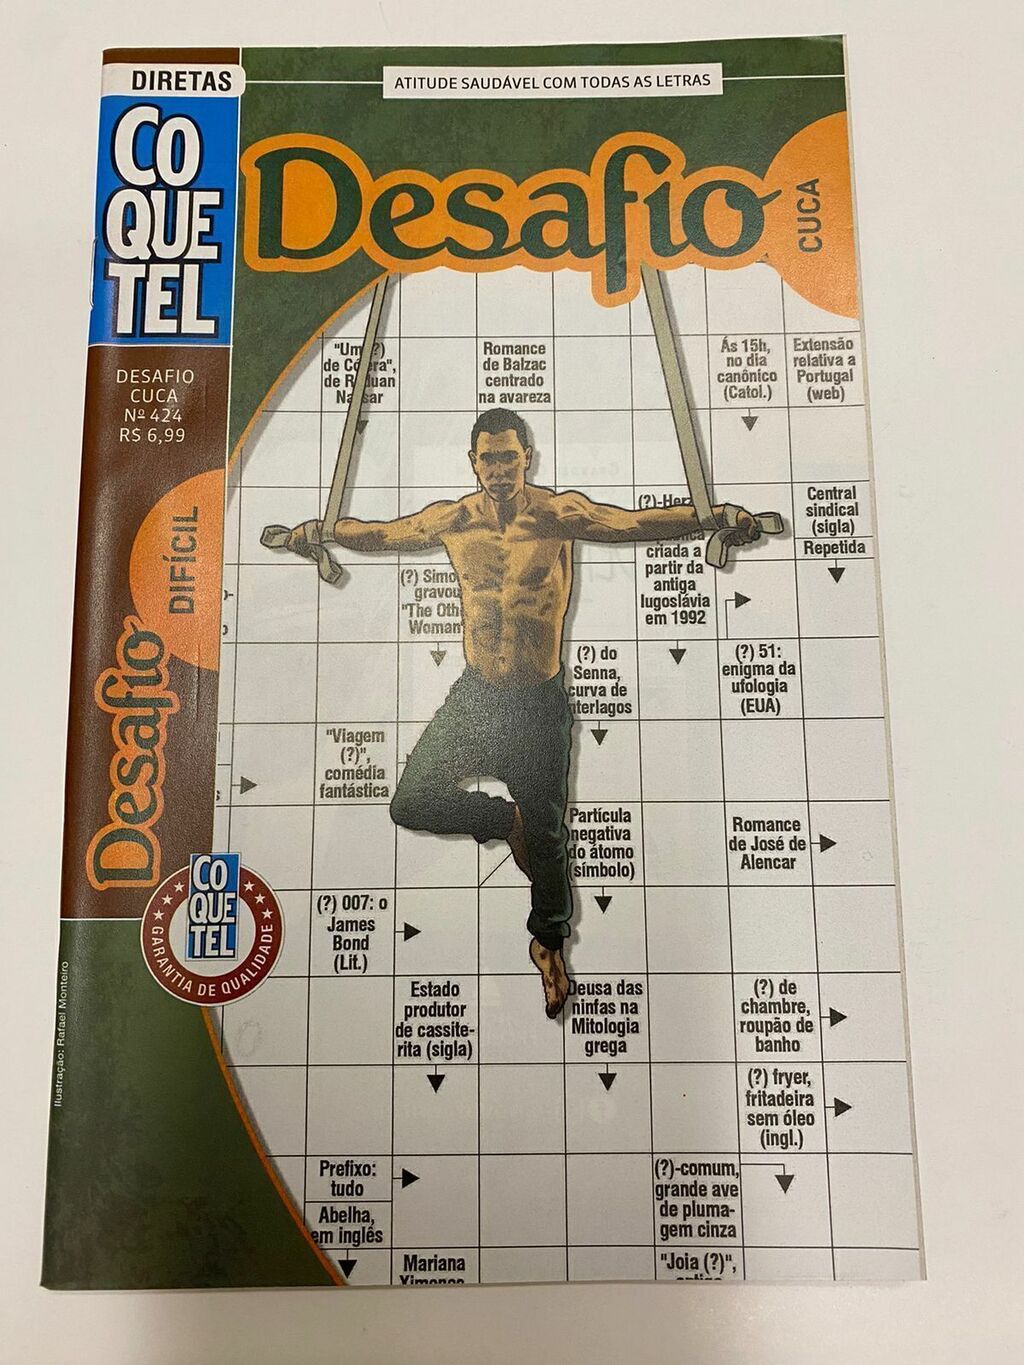 DIRETAS
ATITUDE SAUDÁVEL COM TODAS AS LETRAS
CO
QUE
TEL
Desafio
CUCA
DESAFIO
CUCA
Nº 424
RS 6,99
Desafio
DIFÍCIL
CO
QUE
TEL
GARANTIA DE QUALIDADE
Ilustração: Rafael Monteiro
"Um
de
de
Romance
de Balzac
centrado
na avareza
Ás 15h,
no dia
canônico
(Catol.)
Extensão
relativa a
Portugal
(web)
(?)-Herz
criada a
partir da
antiga
Iugoslávia
em 1992
Central
sindical
(sigla)
Repetida
(?) Simo
gravou
"The Oth
Woman"
(?) do
Senna,
curva de
nterlagos
(?) 51:
enigma da
ufologia
(EUA)
"Viagem
(?)",
comédia
fantástica
Partícula
negativa
do átomo
(símbolo)
Romance
de José de
Alencar
(?) 007: o
James
Bond
(Lit.)
Estado
produtor
de cassite-
rita (sigla)
Deusa das
ninfas na
Mitologia
grega
(?) de
chambre,
roupão de
banho
(?) fryer,
fritadeira
sem óleo
(ingl.)
Prefixo:
tudo
Abelha,
em inglês
(?)-comum,
grande ave
de pluma-
gem cinza
Mariana
Ximenes
"Joia (?)",